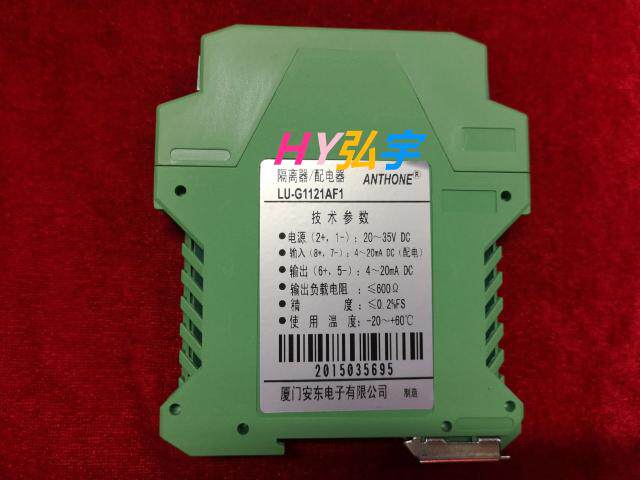 HY弘宇
隔离器/配电器 ANTHONE®
LU-G1121AF1
技术参数
●电源(2+, 1-): 20～35V DC
●输入(8+, 7-): 4～20mA DC(配电)
●输出(6+, 5-): 4～20mA DC
●输出负载电阻: ≤600Ω
●精 度: ≤0.2%FS
●使用温度: -20～+60℃
2015035695
厦门安东电子有限公司 制造